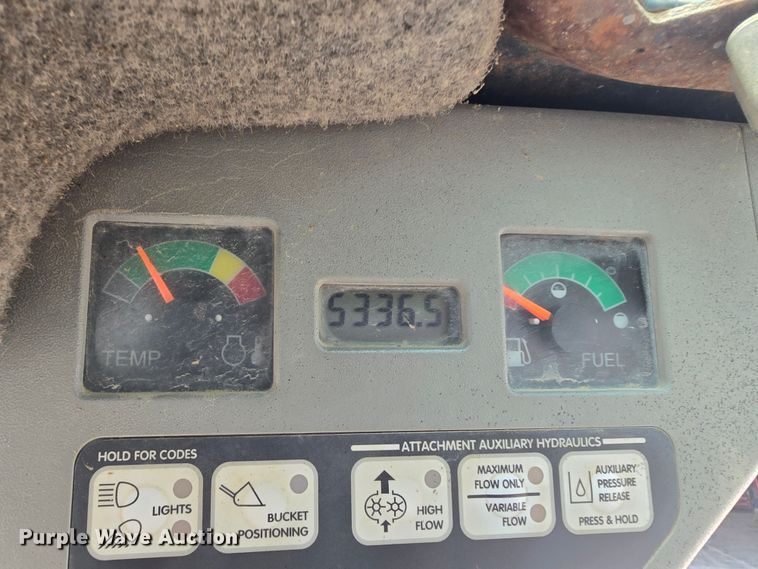 5336.5
TEMP
FUEL
HOLD FOR CODES
ATTACHMENT AUXILIARY HYDRAULICS
LIGHTS
BUCKET
POSITIONING
HIGH
FLOW
MAXIMUM
FLOW ONLY
VARIABLE
FLOW
AUXILIARY
PRESSURE
RELEASE
PRESS & HOLD
Purple Wave Auction